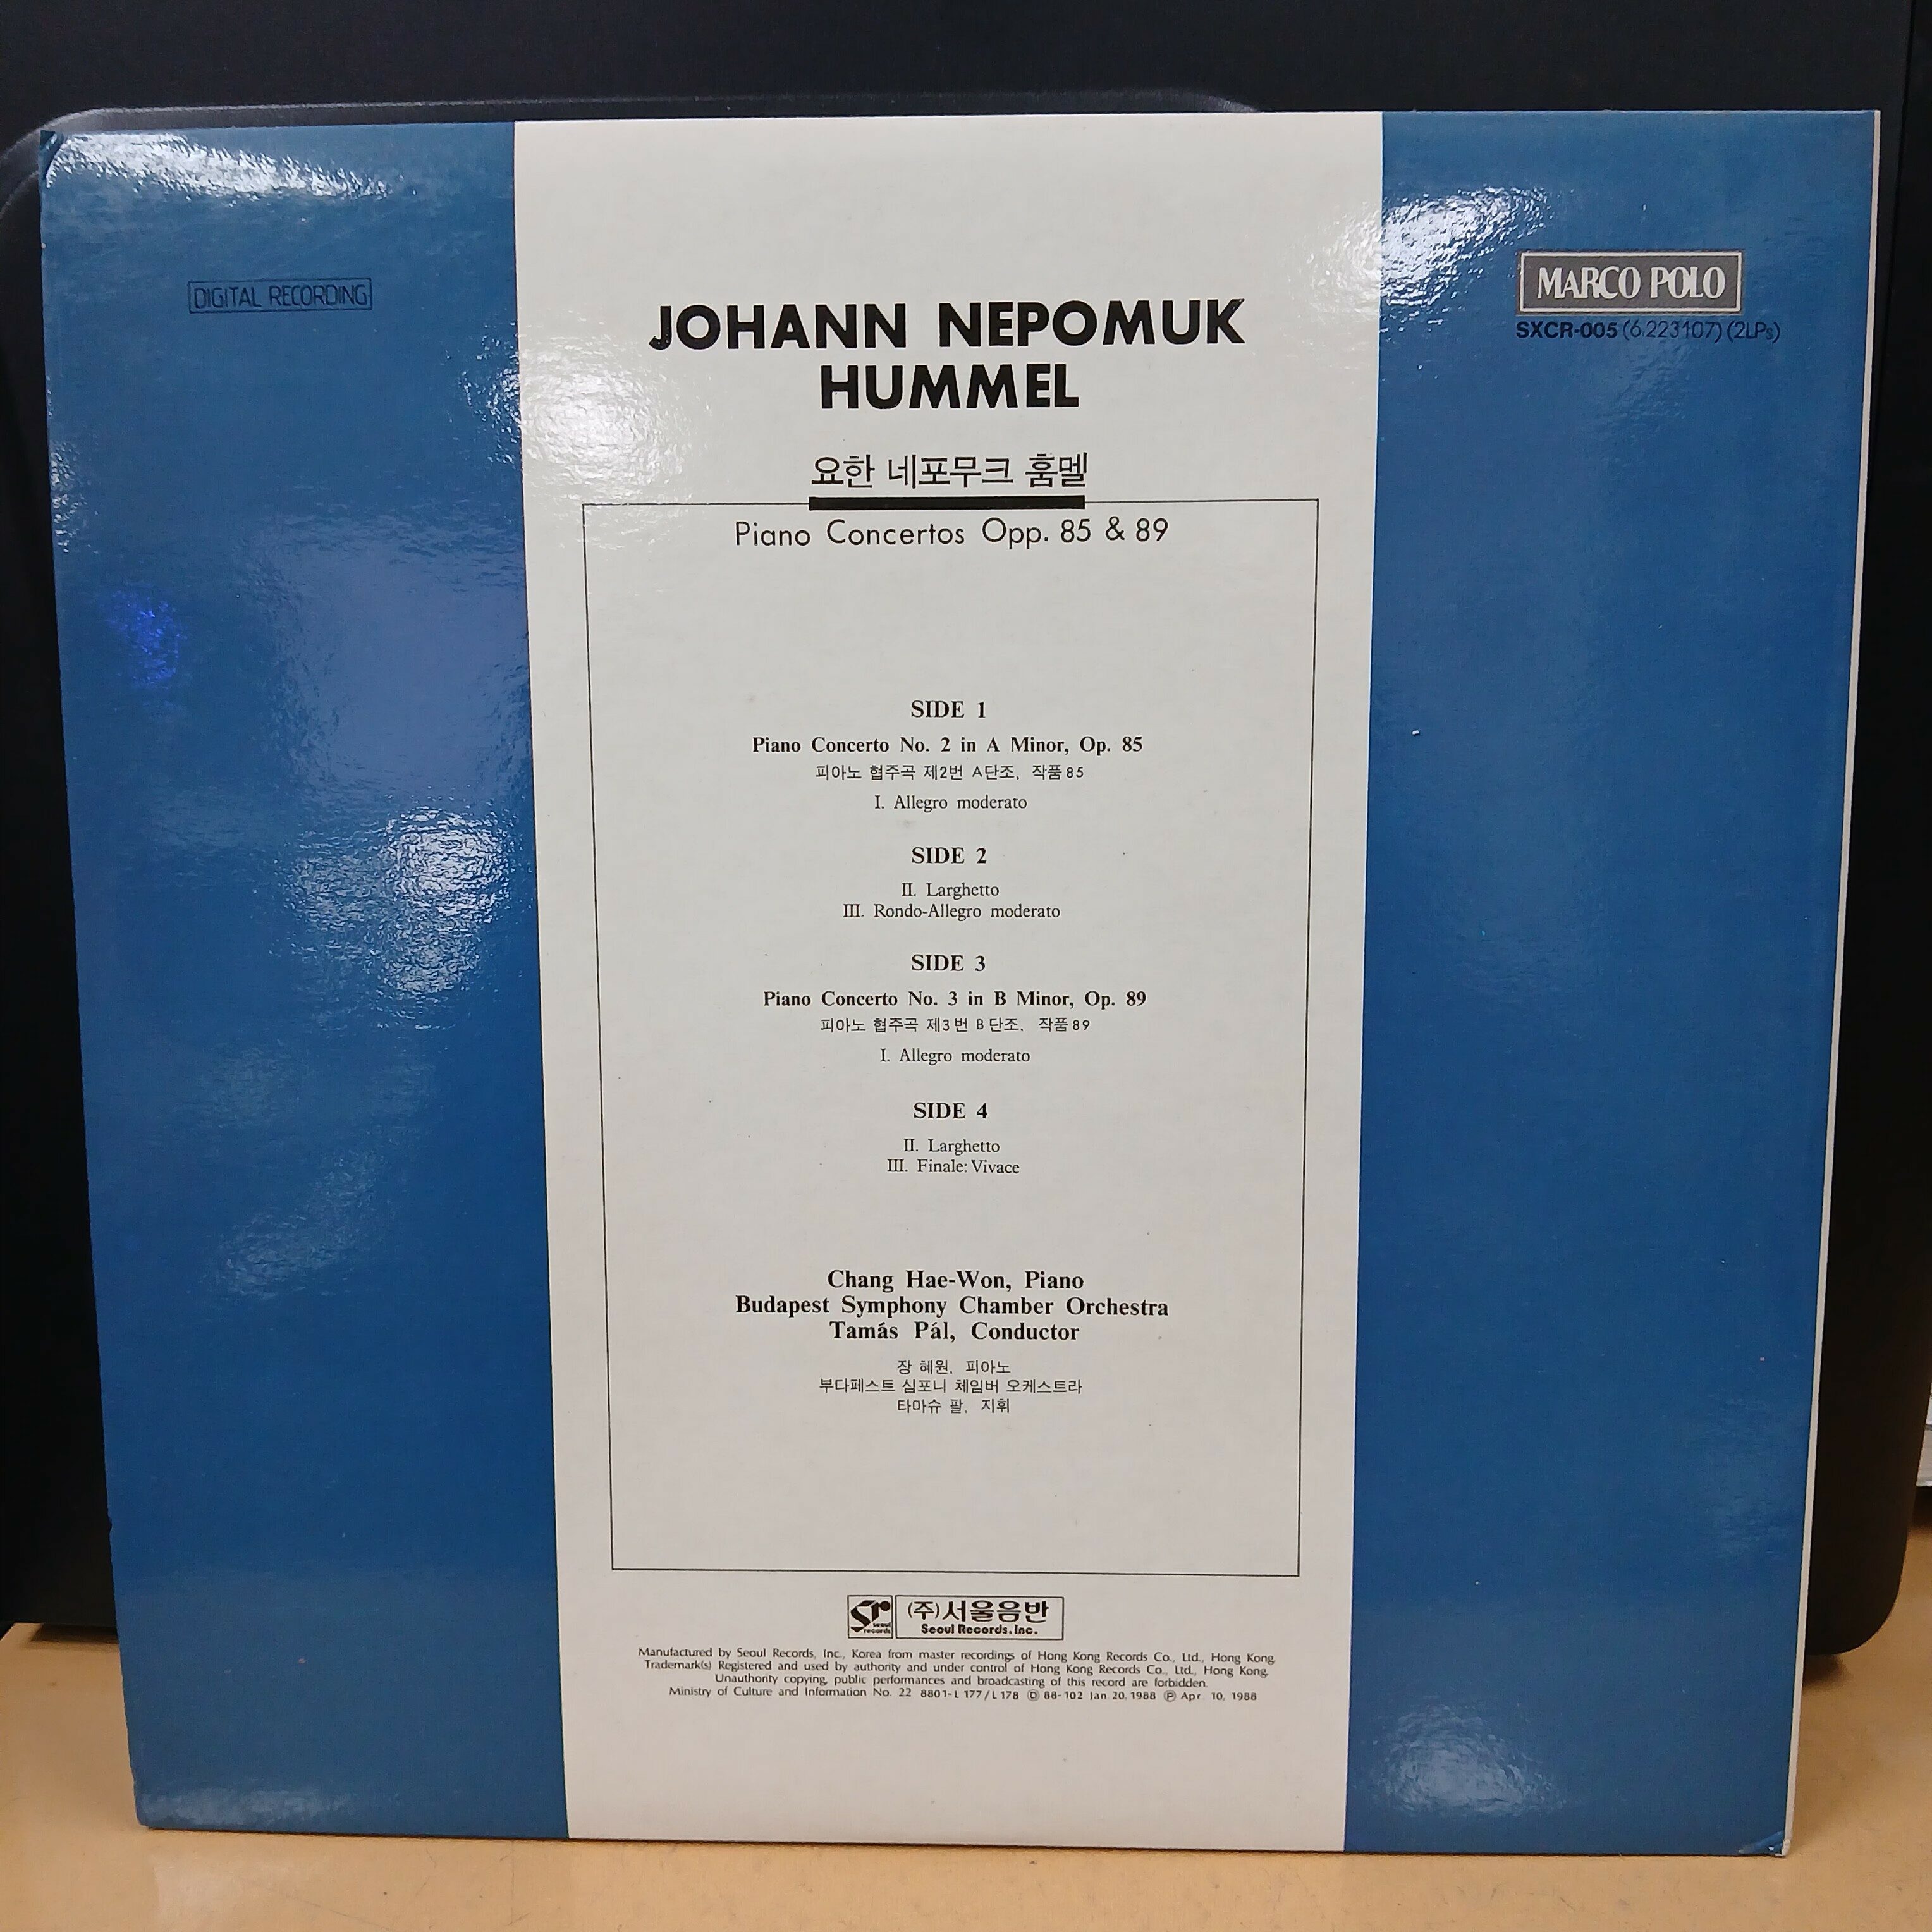 DIGITAL RECORDING
MARCO POLO
SXCR-005 (6.223107) (2LPs)
JOHANN NEPOMUK
HUMMEL
요한 네포무크 훔멜
Piano Concertos Opp. 85 & 89
SIDE 1
Piano Concerto No. 2 in A Minor, Op. 85
피아노 협주곡 제2번 A단조, 작품85
I. Allegro moderato
SIDE 2
II. Larghetto
III. Rondo-Allegro moderato
SIDE 3
Piano Concerto No. 3 in B Minor, Op. 89
피아노 협주곡 제3번 B단조, 작품89
I. Allegro moderato
SIDE 4
II. Larghetto
III. Finale: Vivace
Chang Hae-Won, Piano
Budapest Symphony Chamber Orchestra
Tamás Pál, Conductor
장 혜원, 피아노
부다페스트 심포니 체임버 오케스트라
타마슈 팔, 지휘
sr seoul records
(주)서울음반
Seoul Records, Inc.
Manufactured by Seoul Records, Inc., Korea from master recordings of Hong Kong Records Co., Ltd., Hong Kong.
Trademark(s) Registered and used by authority and under control of Hong Kong Records Co., Ltd., Hong Kong.
Unauthority copying, public performances and broadcasting of this record are forbidden.
Ministry of Culture and Information No. 22 8801-L177/L178 Ⓓ 88-102 Jan. 20. 1988 Ⓟ Apr. 10. 1988